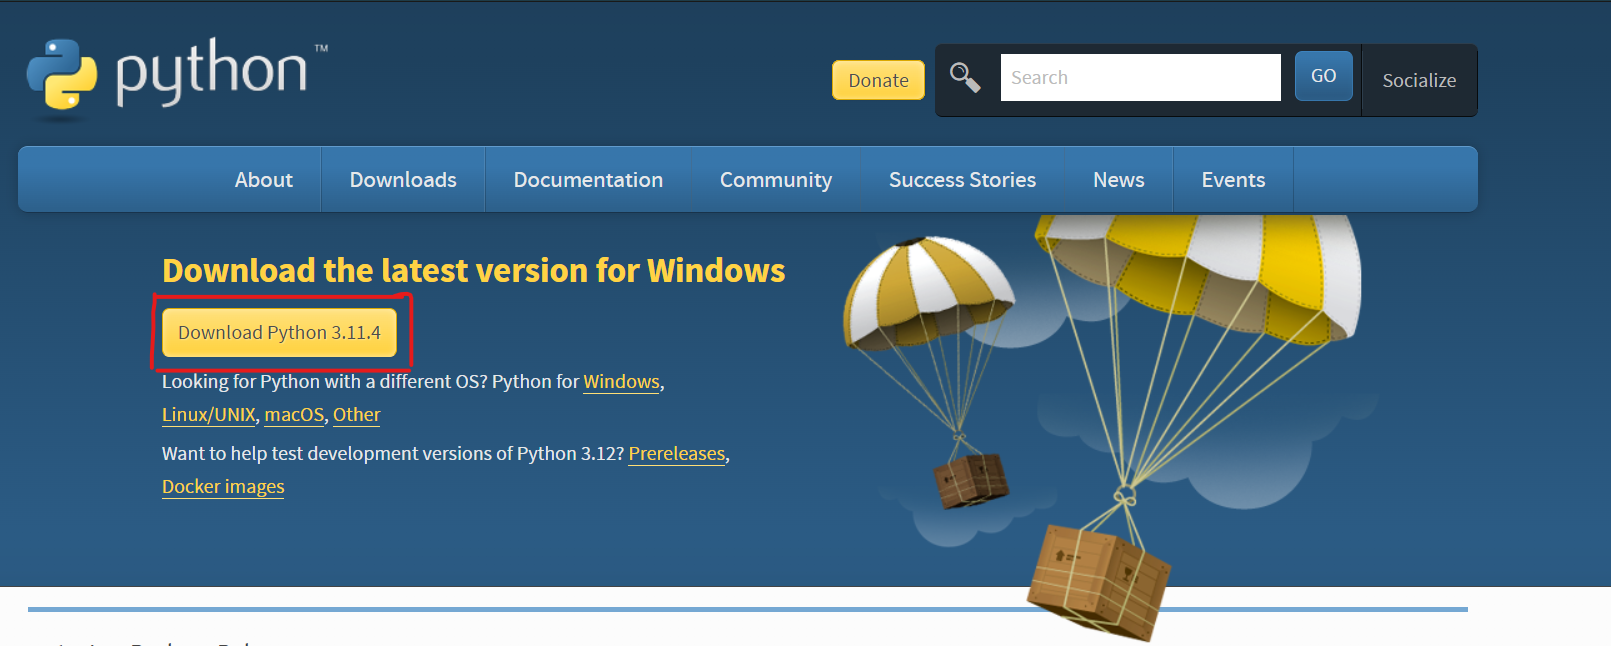 python™
Donate
Search
GO
Socialize
About
Downloads
Documentation
Community
Success Stories
News
Events
Download the latest version for Windows
Download Python 3.11.4
Looking for Python with a different OS? Python for Windows,
Linux/UNIX, macOS, Other
Want to help test development versions of Python 3.12? Prereleases,
Docker images